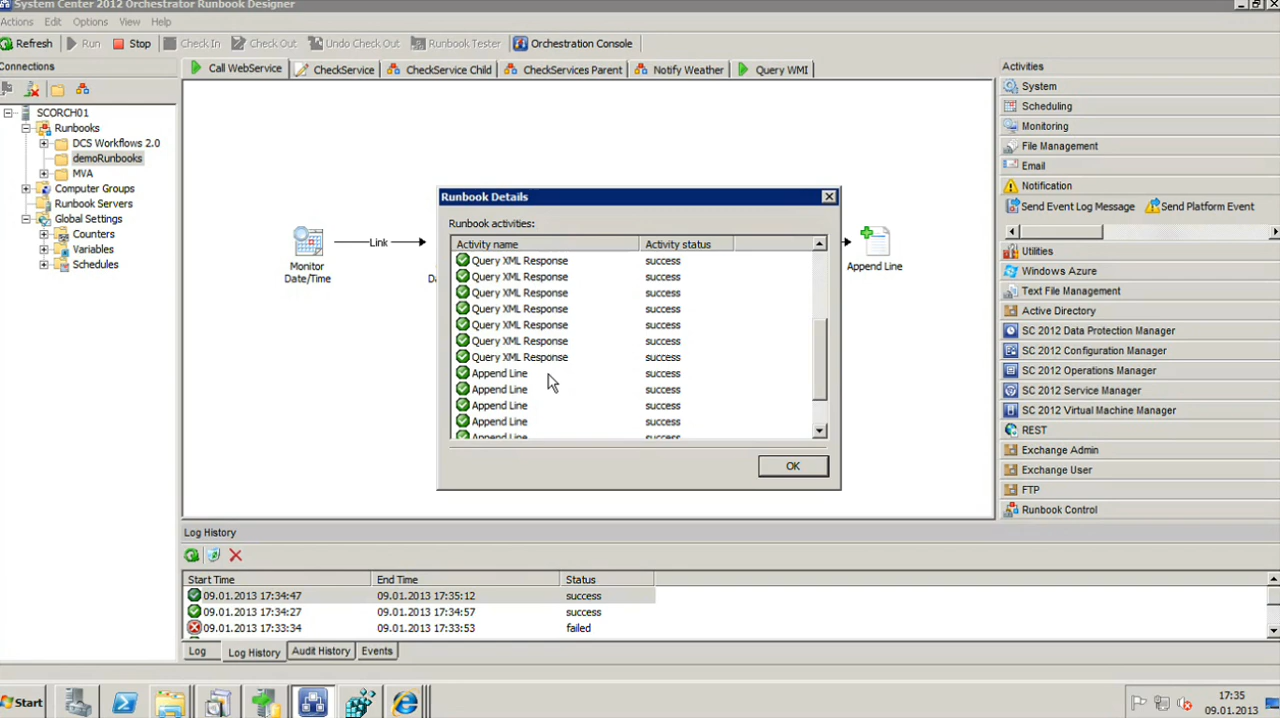 System Center 2012 Orchestrator Runbook Designer
Actions Edit Options View Help
Refresh Run Stop Check In Check Out Undo Check Out Runbook Tester Orchestration Console
Connections
Call WebService CheckService CheckService Child CheckServices Parent Notify Weather Query WMI
SCORCH01
Runbooks
DCS Workflows 2.0
demoRunbooks
MVA
Computer Groups
Runbook Servers
Global Settings
Counters
Variables
Schedules
Monitor
Date/Time
Link
Append Line
Runbook Details
Runbook activities:
Activity name Activity status
Query XML Response success
Query XML Response success
Query XML Response success
Query XML Response success
Query XML Response success
Query XML Response success
Query XML Response success
Append Line success
Append Line success
Append Line success
Append Line success
Append Line success
OK
Activities
System
Scheduling
Monitoring
File Management
Email
Notification
Send Event Log Message Send Platform Event
Utilities
Windows Azure
Text File Management
Active Directory
SC 2012 Data Protection Manager
SC 2012 Configuration Manager
SC 2012 Operations Manager
SC 2012 Service Manager
SC 2012 Virtual Machine Manager
REST
Exchange Admin
Exchange User
FTP
Runbook Control
Log History
Start Time End Time Status
09.01.2013 17:34:47 09.01.2013 17:35:12 success
09.01.2013 17:34:27 09.01.2013 17:34:57 success
09.01.2013 17:33:34 09.01.2013 17:33:53 failed
Log Log History Audit History Events
Start
17:35
09.01.2013